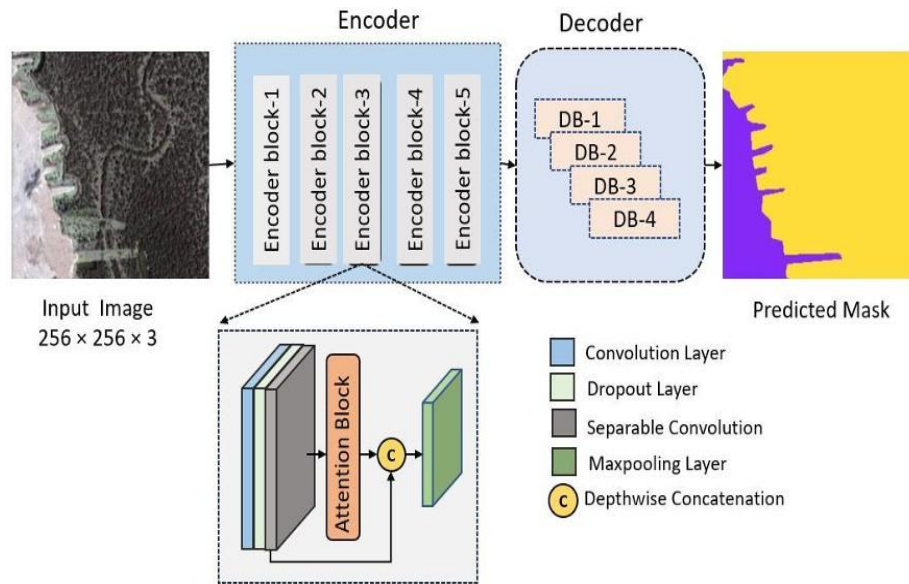 Encoder
Decoder
Encoder block-1
Encoder block-2
Encoder block-3
Encoder block-4
Encoder block-5
DB-1
DB-2
DB-3
DB-4
Input Image
256 × 256 × 3
Predicted Mask
Attention Block
C
Convolution Layer
Dropout Layer
Separable Convolution
Maxpooling Layer
C
Depthwise Concatenation